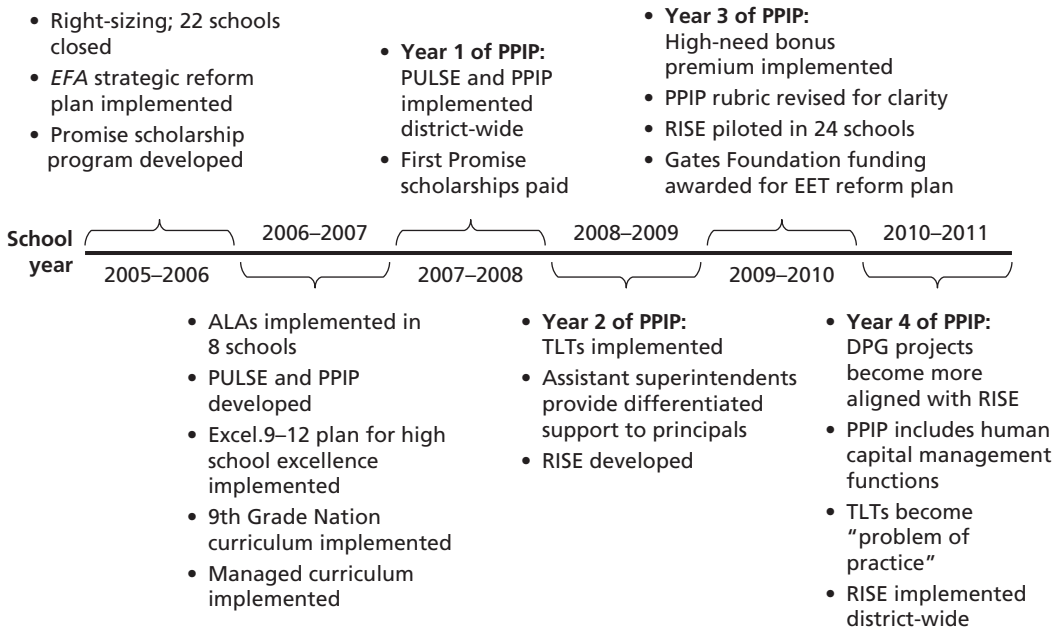 • Right-sizing; 22 schools
closed
• EFA strategic reform
plan implemented
• Promise scholarship
program developed
• Year 1 of PPIP:
PULSE and PPIP
implemented
district-wide
• First Promise
scholarships paid
• Year 3 of PPIP:
High-need bonus
premium implemented
• PPIP rubric revised for clarity
• RISE piloted in 24 schools
• Gates Foundation funding
awarded for EET reform plan
School
year
2005–2006
2006–2007
2007–2008
2008–2009
2009–2010
2010–2011
• ALAs implemented in
8 schools
• PULSE and PPIP
developed
• Excel.9–12 plan for high
school excellence
implemented
• 9th Grade Nation
curriculum implemented
• Managed curriculum
implemented
• Year 2 of PPIP:
TLTs implemented
• Assistant superintendents
provide differentiated
support to principals
• RISE developed
• Year 4 of PPIP:
DPG projects
become more
aligned with RISE
• PPIP includes human
capital management
functions
• TLTs become
“problem of
practice”
• RISE implemented
district-wide